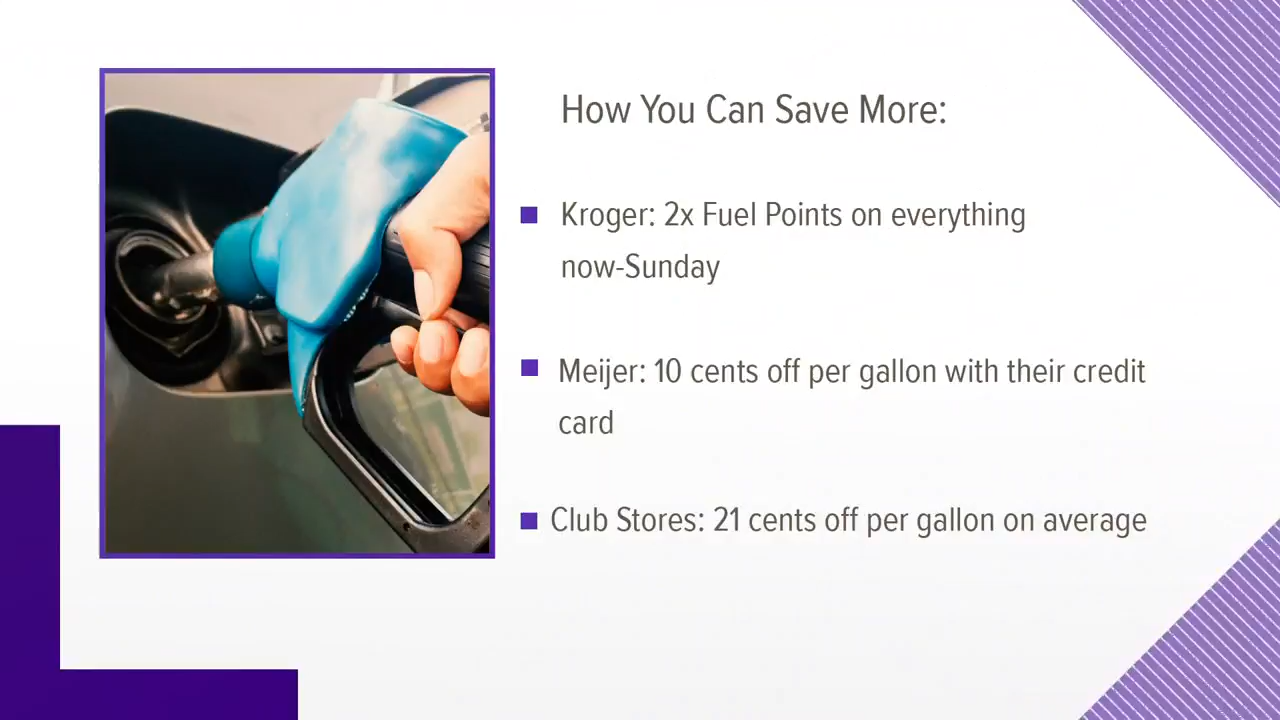 How You Can Save More:
Kroger: 2x Fuel Points on everything
now-Sunday
Meijer: 10 cents off per gallon with their credit
card
Club Stores: 21 cents off per gallon on average